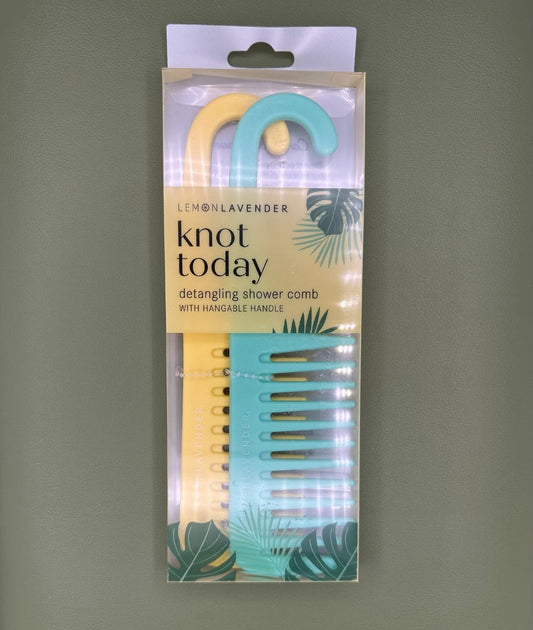 LEMONLAVENDER
knot
today
detangling shower comb
WITH HANGABLE HANDLE
LAVENDER
LAVENDER